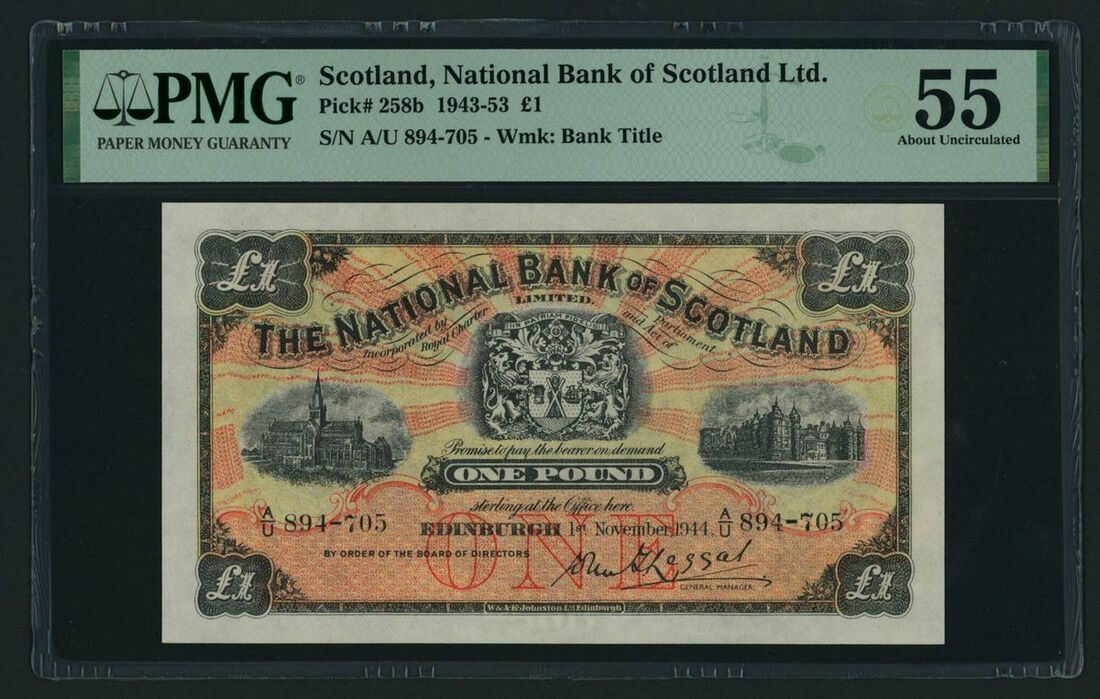 PMG®
PAPER MONEY GUARANTY
Scotland, National Bank of Scotland Ltd.
Pick# 258b 1943-53 £1
S/N A/U 894-705 - Wmk: Bank Title
55
About Uncirculated
£1
£1
THE NATIONAL BANK OF SCOTLAND
LIMITED.
Incorporated by Royal Charter
and Act of Parliament.
Promise to pay the bearer on demand
ONE POUND
sterling at the Office here.
A/U 894-705
EDINBURGH 1st November, 1944
A/U 894-705
BY ORDER OF THE BOARD OF DIRECTORS
ONE
GENERAL MANAGER.
£1
£1
W. & A.K. Johnston Ltd Edinburgh